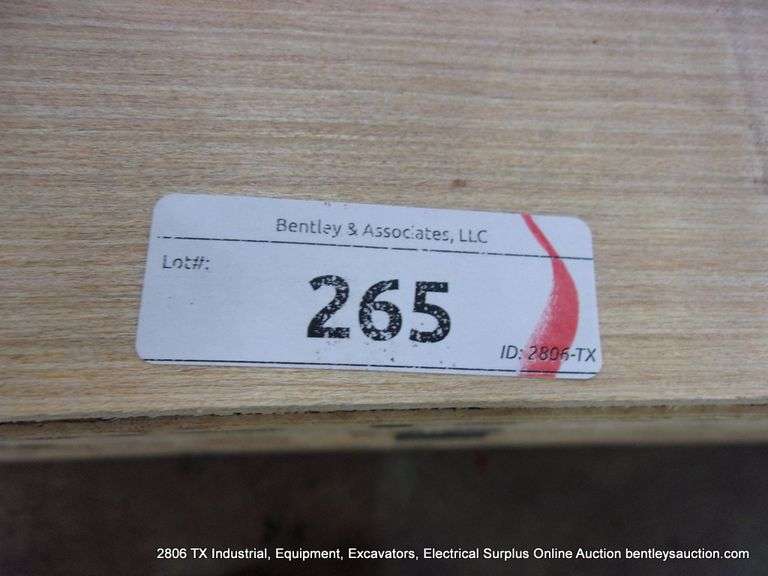 Bentley & Associates, LLC
Lot#:
265
ID: 2806-TX
2806 TX Industrial, Equipment, Excavators, Electrical Surplus Online Auction bentleysauction.com